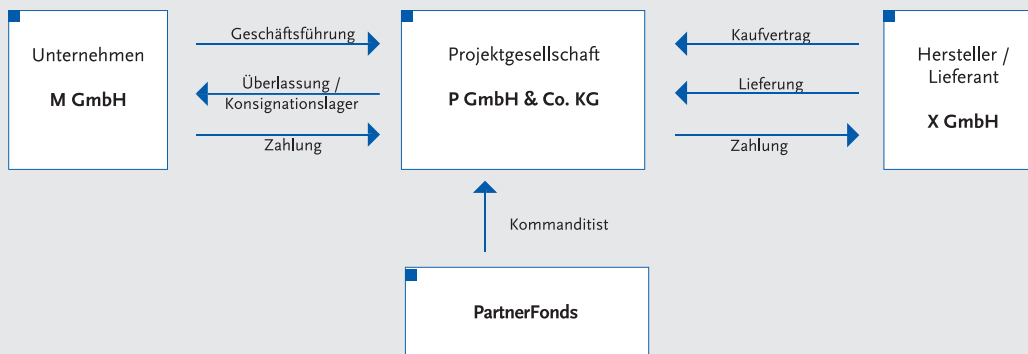 Unternehmen
M GmbH
Geschäftsführung
Überlassung /
Konsignationslager
Zahlung
Projektgesellschaft
P GmbH & Co. KG
Kaufvertrag
Lieferung
Zahlung
Hersteller /
Lieferant
X GmbH
Kommanditist
PartnerFonds